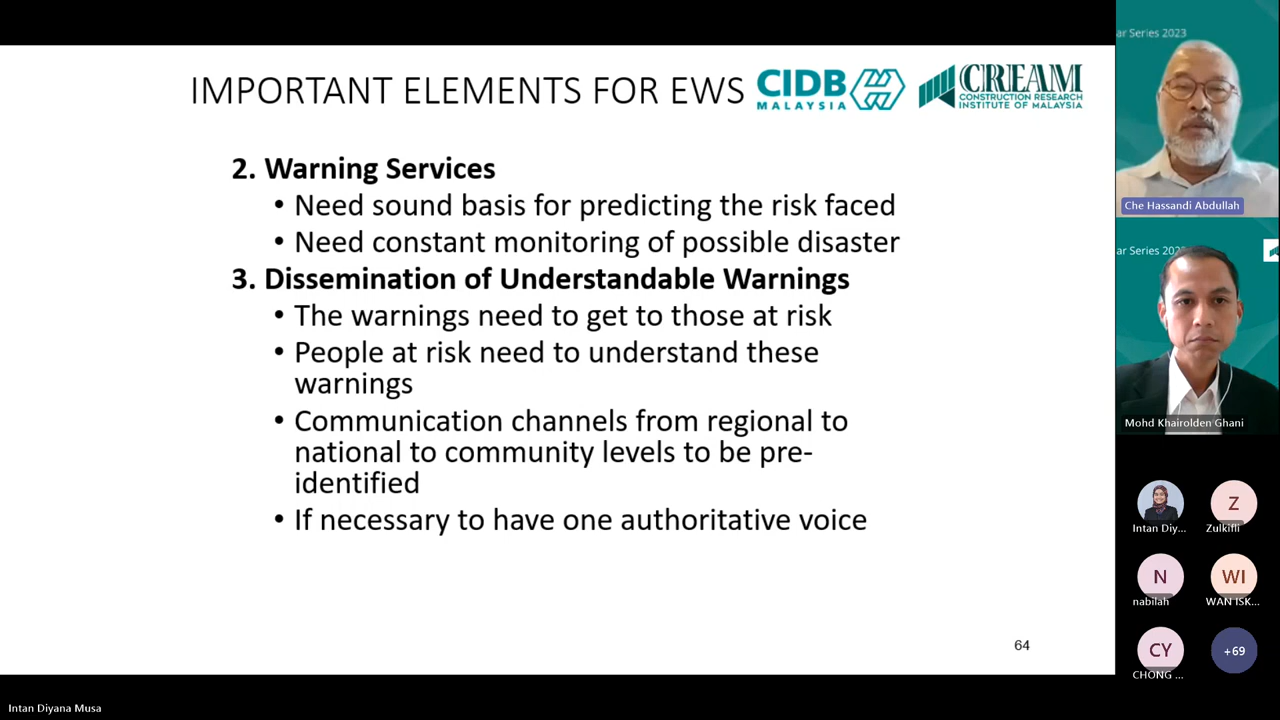 IMPORTANT ELEMENTS FOR EWS
CIDB
MALAYSIA
CREAM
CONSTRUCTION RESEARCH
INSTITUTE OF MALAYSIA
2. Warning Services
• Need sound basis for predicting the risk faced
• Need constant monitoring of possible disaster
3. Dissemination of Understandable Warnings
• The warnings need to get to those at risk
• People at risk need to understand these
warnings
• Communication channels from regional to
national to community levels to be pre-
identified
• If necessary to have one authoritative voice
64
Intan Diyana Musa
ar Series 2023
Che Hassandi Abdullah
ar Series 202
Mohd Khairolden Ghani
Intan Diy...
Z
Zulkifli
N
nabilah
WI
WAN ISK...
CY
CHONG ...
+69